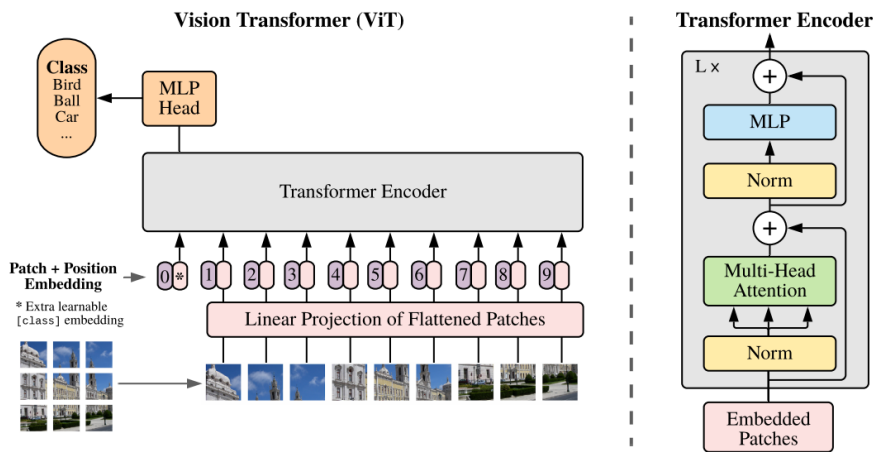 Vision Transformer (ViT)
Class
Bird
Ball
Car
...
MLP
Head
Transformer Encoder
Patch + Position
Embedding
* Extra learnable
[class] embedding
0 *
1
2
3
4
5
6
7
8
9
Linear Projection of Flattened Patches
Transformer Encoder
L x
+
MLP
Norm
+
Multi-Head
Attention
Norm
Embedded
Patches